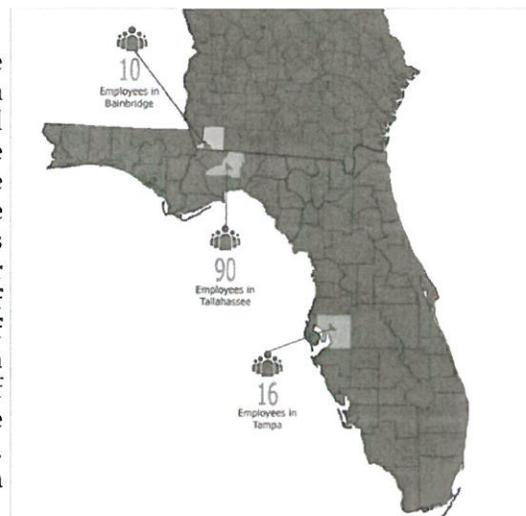 10
Employees in
Bainbridge
90
Employees in
Tallahassee
16
Employees in
Tampa